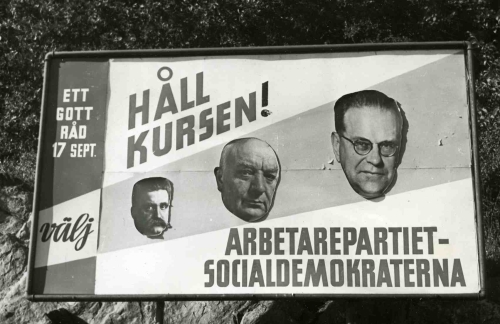 ETT
GOTT
RÅD
17 SEPT.
välj
HÅLL
KURSEN!
ARBETAREPARTIET-
SOCIALDEMOKRATERNA